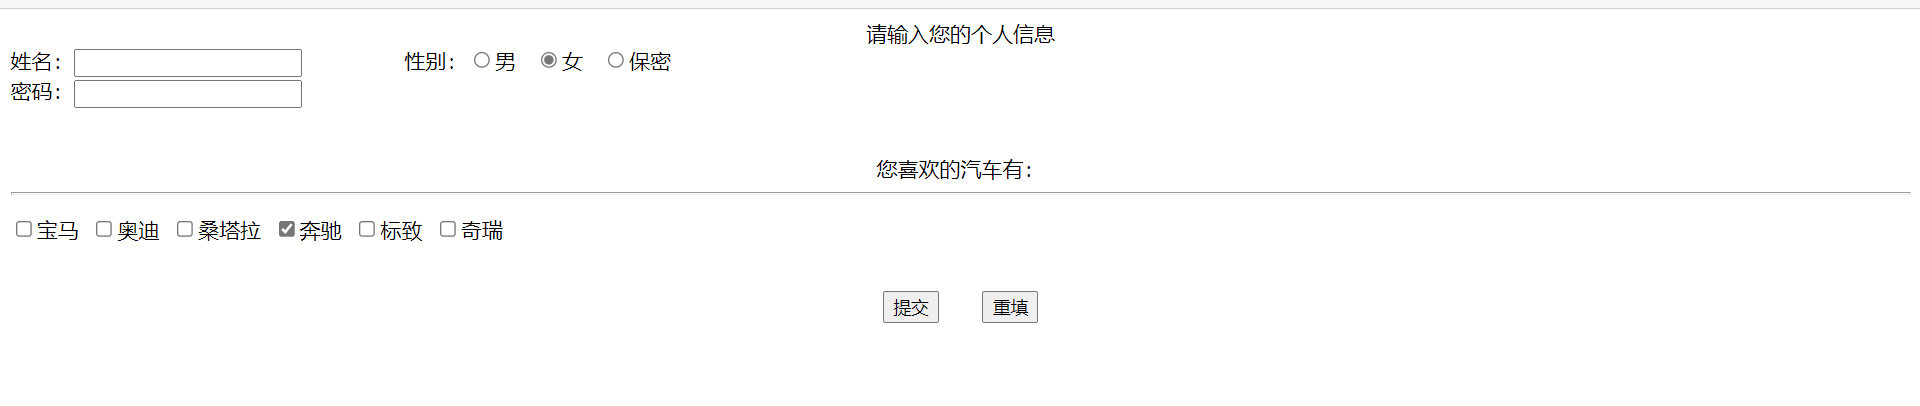 请输入您的个人信息
姓名: 性别: 男 女 保密
密码:
您喜欢的汽车有:
宝马 奥迪 桑塔拉 奔驰 标致 奇瑞
提交 重填